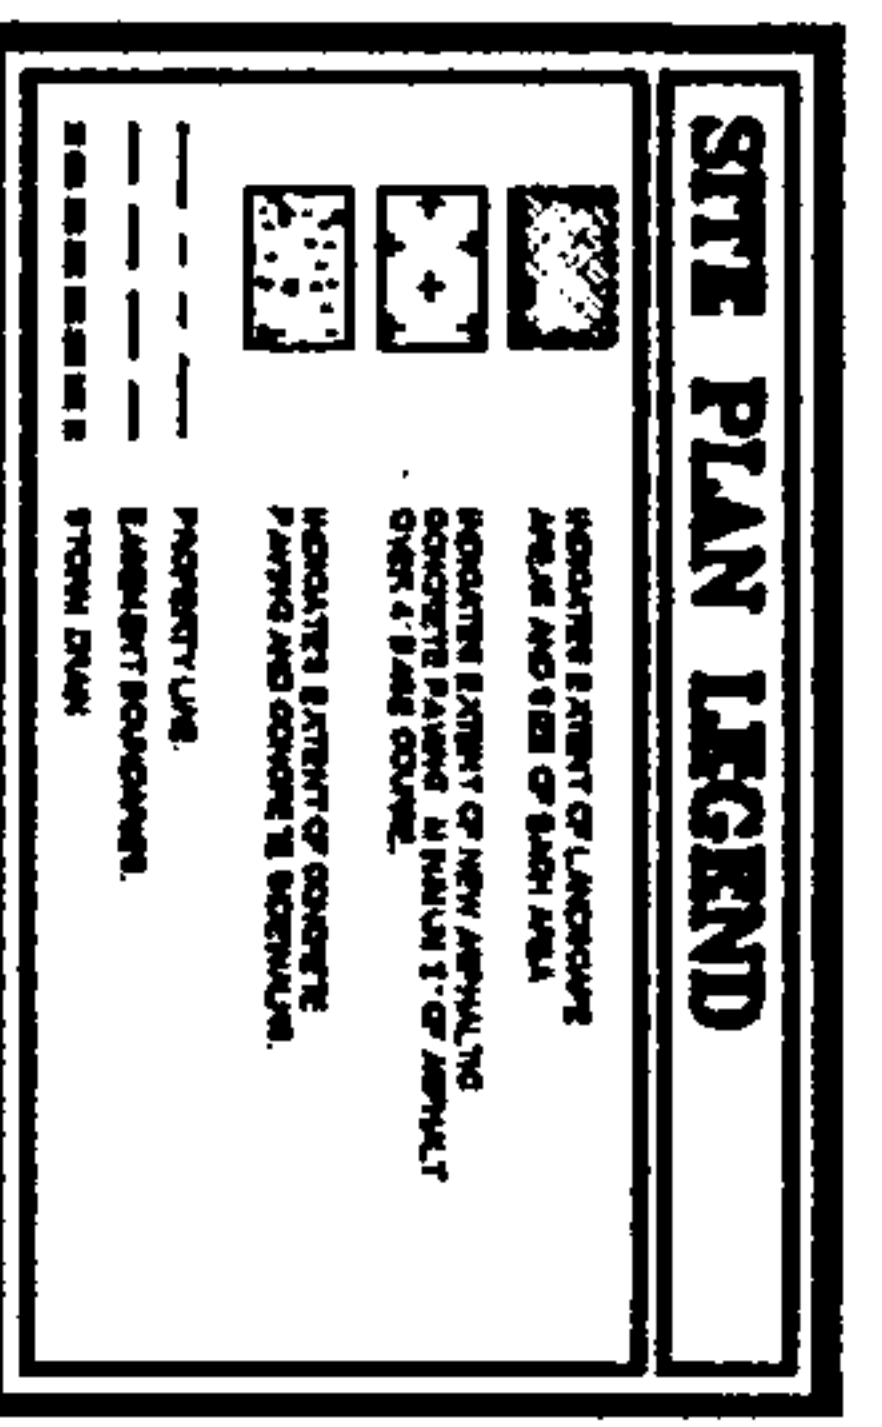 SITE PLAN LEGEND
INDICATES EXTENT OF LANDSCAPE
AREAS AND SIZE OF EACH AREA
INDICATES EXTENT OF NEW ASPHALTIC
CONCRETE PAVING MINIMUM 2" OF ASPHALT
OVER 4" BASE COURSE.
INDICATES EXTENT OF CONCRETE
PAVING AND CONCRETE SIDEWALKS.
PROPERTY LINE.
EASEMENT BOUNDARIES.
STORM DRAIN